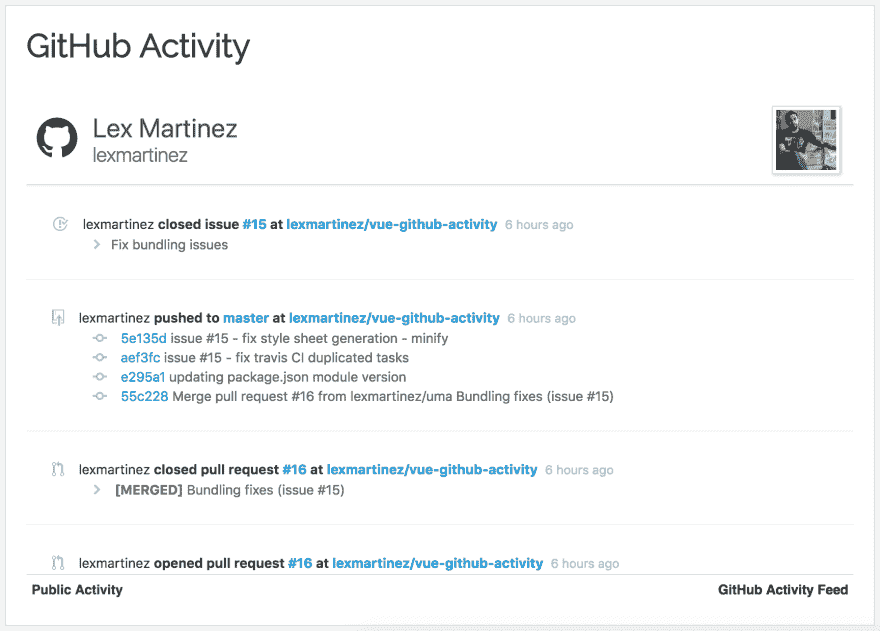 GitHub Activity
Lex Martinez
lexmartinez
lexmartinez closed issue #15 at lexmartinez/vue-github-activity 6 hours ago
Fix bundling issues
lexmartinez pushed to master at lexmartinez/vue-github-activity 6 hours ago
5e135d issue #15 - fix style sheet generation - minify
aef3fc issue #15 - fix travis CI duplicated tasks
e295a1 updating package.json module version
55c228 Merge pull request #16 from lexmartinez/uma Bundling fixes (issue #15)
lexmartinez closed pull request #16 at lexmartinez/vue-github-activity 6 hours ago
[MERGED] Bundling fixes (issue #15)
lexmartinez opened pull request #16 at lexmartinez/vue-github-activity 6 hours ago
Public Activity GitHub Activity Feed